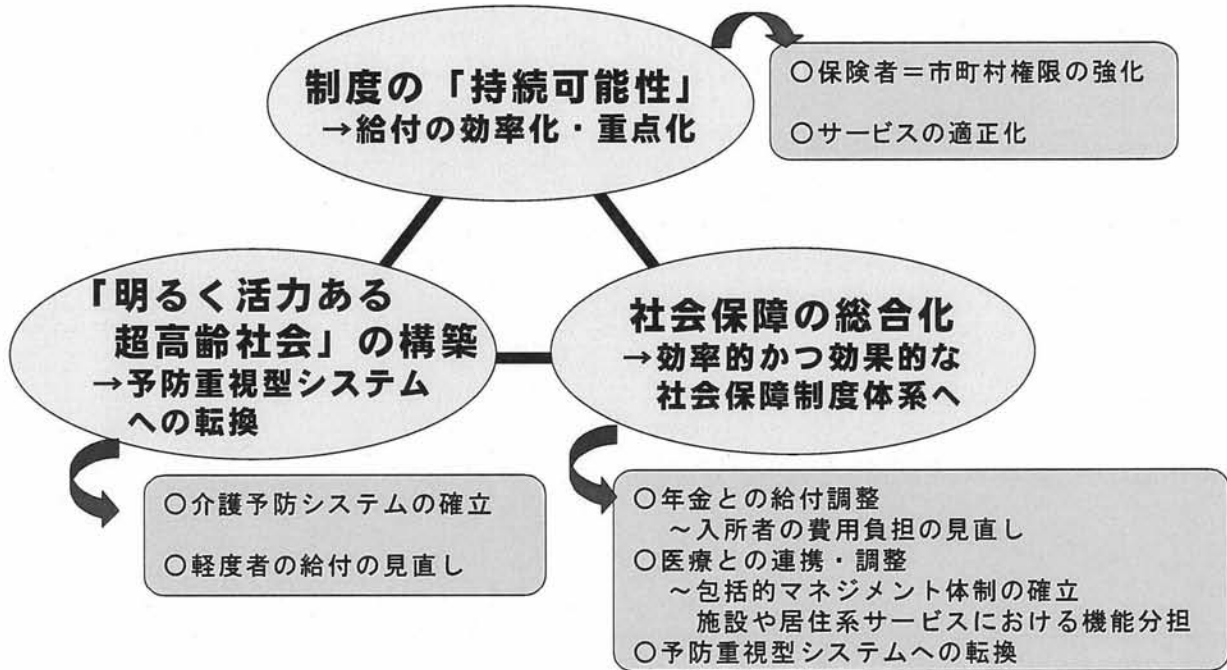 制度の「持続可能性」
→給付の効率化・重点化
○保険者＝市町村権限の強化
○サービスの適正化
「明るく活力ある
超高齢社会」の構築
→予防重視型システム
への転換
○介護予防システムの確立
○軽度者の給付の見直し
社会保障の総合化
→効率的かつ効果的な
社会保障制度体系へ
○年金との給付調整
～入所者の費用負担の見直し
○医療との連携・調整
～包括的マネジメント体制の確立
施設や居住系サービスにおける機能分担
○予防重視型システムへの転換